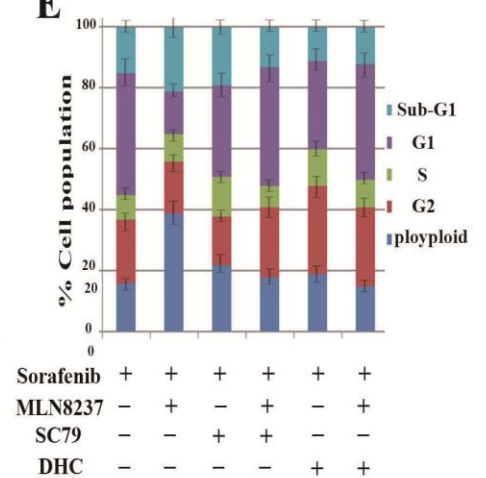 E
% Cell population
100
80
60
40
20
20
0
0
Sub-G1
G1
S
G2
ployploid
Sorafenib + + + + + +
MLN8237 − + − + − +
SC79 − − + + − −
DHC − − − − + +